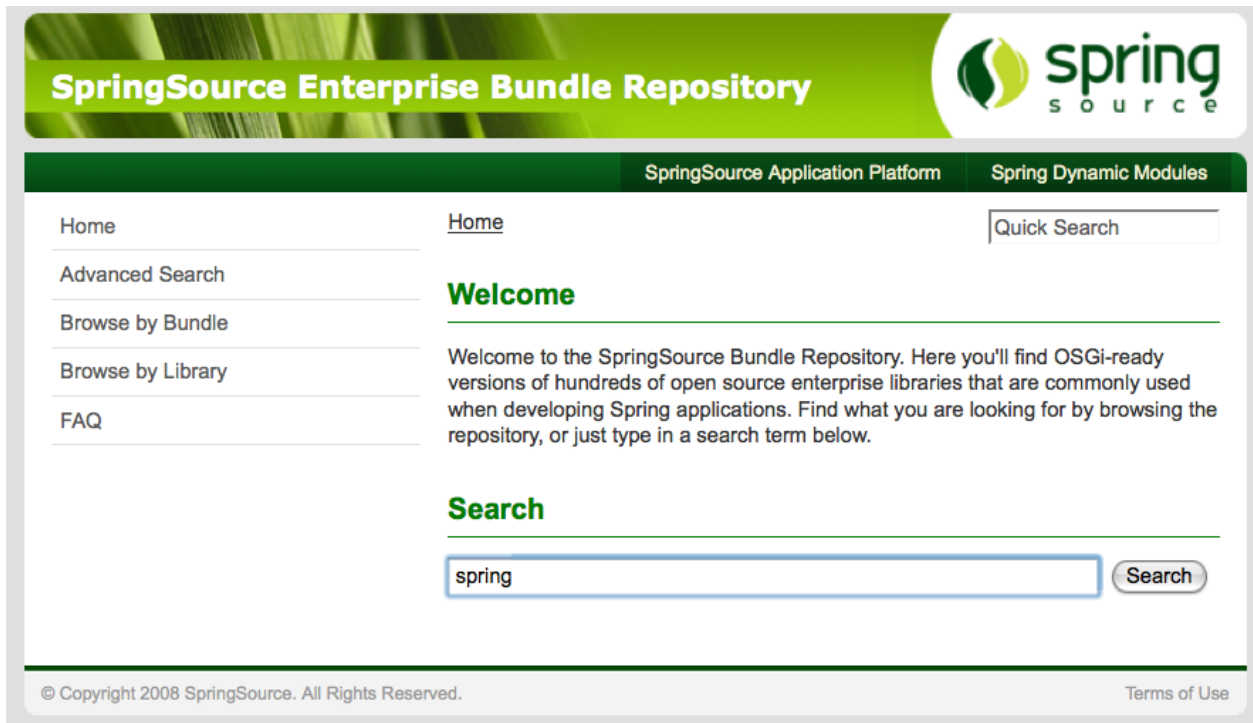 SpringSource Enterprise Bundle Repository
spring
source
SpringSource Application Platform
Spring Dynamic Modules
Home
Advanced Search
Browse by Bundle
Browse by Library
FAQ
Home
Quick Search
Welcome
Welcome to the SpringSource Bundle Repository. Here you'll find OSGi-ready
versions of hundreds of open source enterprise libraries that are commonly used
when developing Spring applications. Find what you are looking for by browsing the
repository, or just type in a search term below.
Search
spring
Search
© Copyright 2008 SpringSource. All Rights Reserved.
Terms of Use